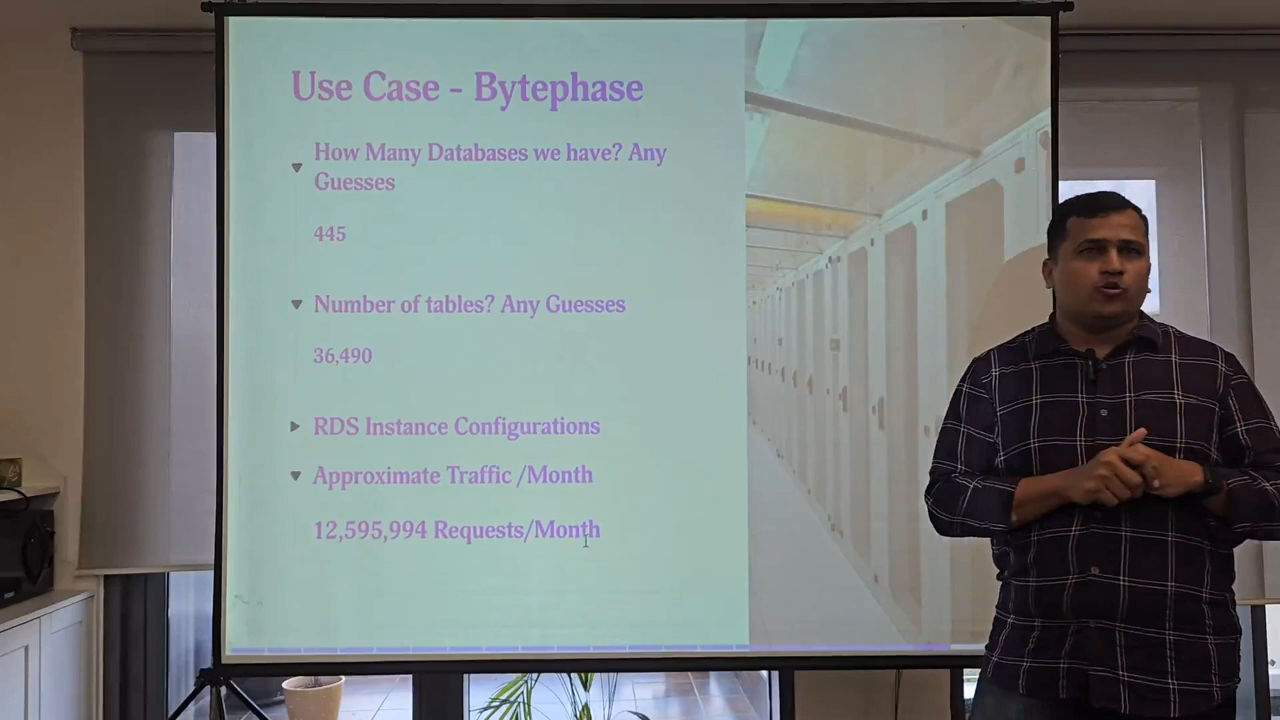 Use Case - Bytephase
How Many Databases we have? Any
Guesses
445
Number of tables? Any Guesses
36,490
RDS Instance Configurations
Approximate Traffic /Month
12,595,994 Requests/Month